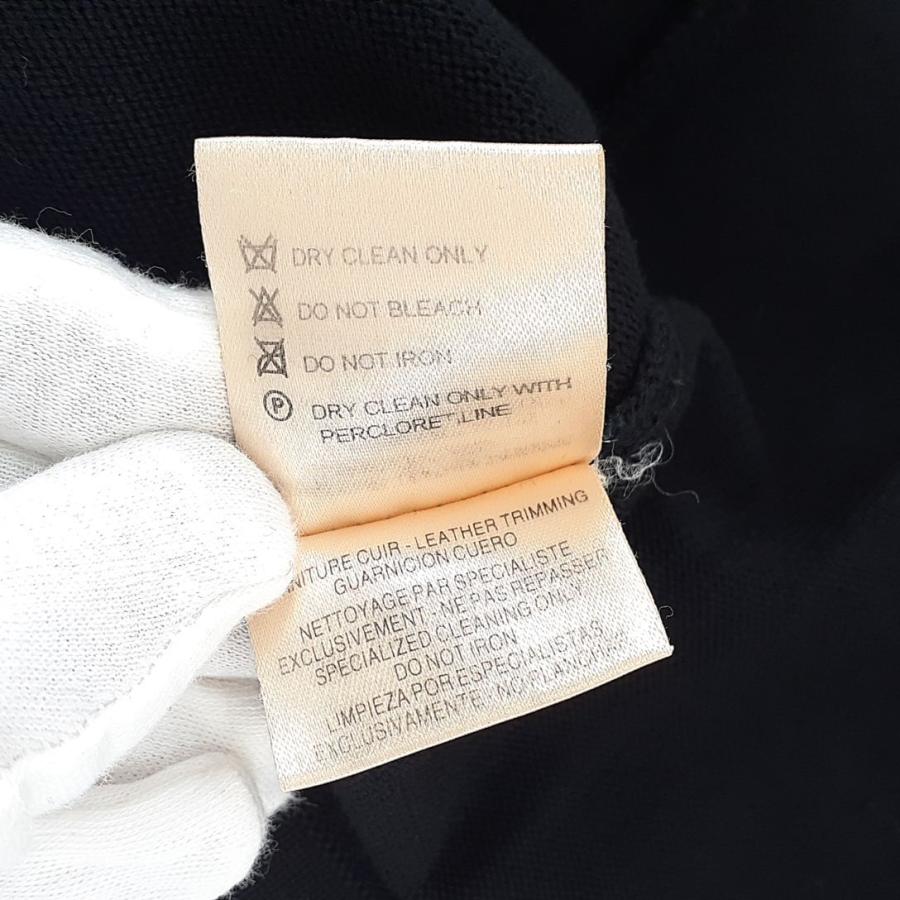 DRY CLEAN ONLY
DO NOT BLEACH
DO NOT IRON
P
DRY CLEAN ONLY WITH
PERCLORET.LINE
NITURE CUIR - LEATHER TRIMMING
GUARNICION CUERO
NETTOYAGE PAR SPECIALISTE
EXCLUSIVEMENT - NE PAS REPASSER
SPECIALIZED CLEANING ONLY
DO NOT IRON
LIMPIEZA POR ESPECIALISTAS
EXCLUSIVAMENTE - NO PLANCHAR